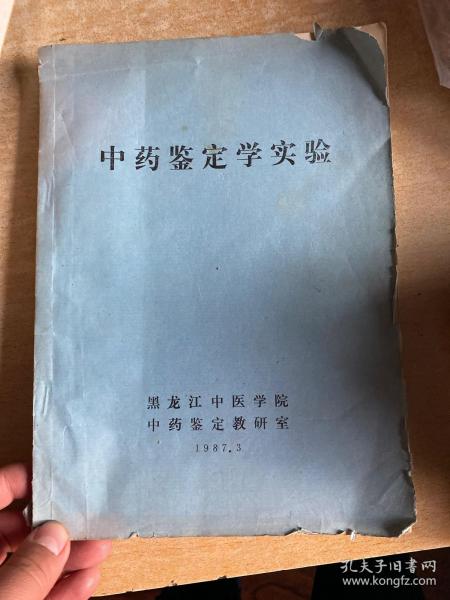 中药鉴定学实验
黑龙江中医学院
中药鉴定教研室
1987.3
孔夫子旧书网
www.kongfz.com